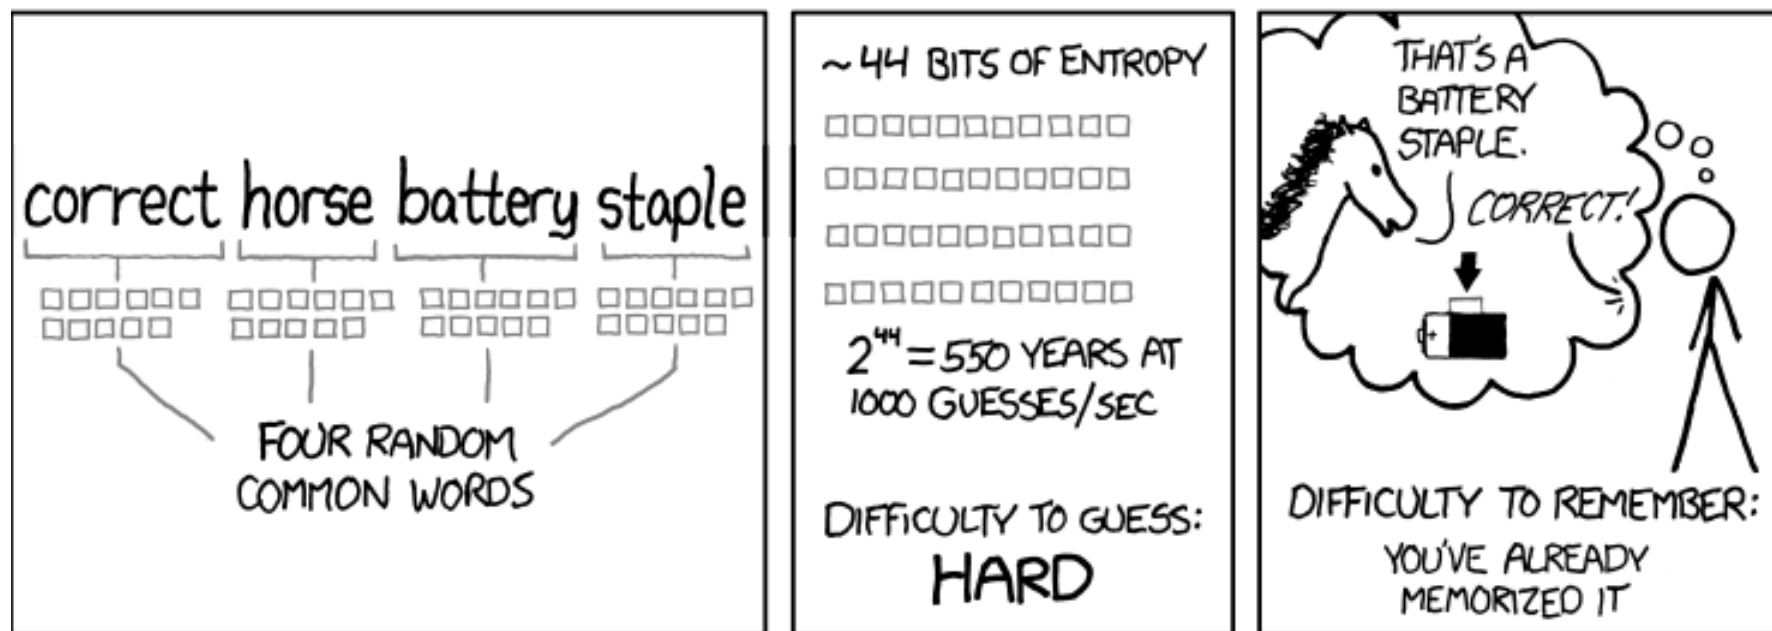 correct horse battery staple
FOUR RANDOM
COMMON WORDS
~44 BITS OF ENTROPY
2⁴⁴ = 550 YEARS AT
1000 GUESSES/SEC
DIFFICULTY TO GUESS:
HARD
THAT'S A
BATTERY
STAPLE.
CORRECT!
+
DIFFICULTY TO REMEMBER:
YOU'VE ALREADY
MEMORIZED IT